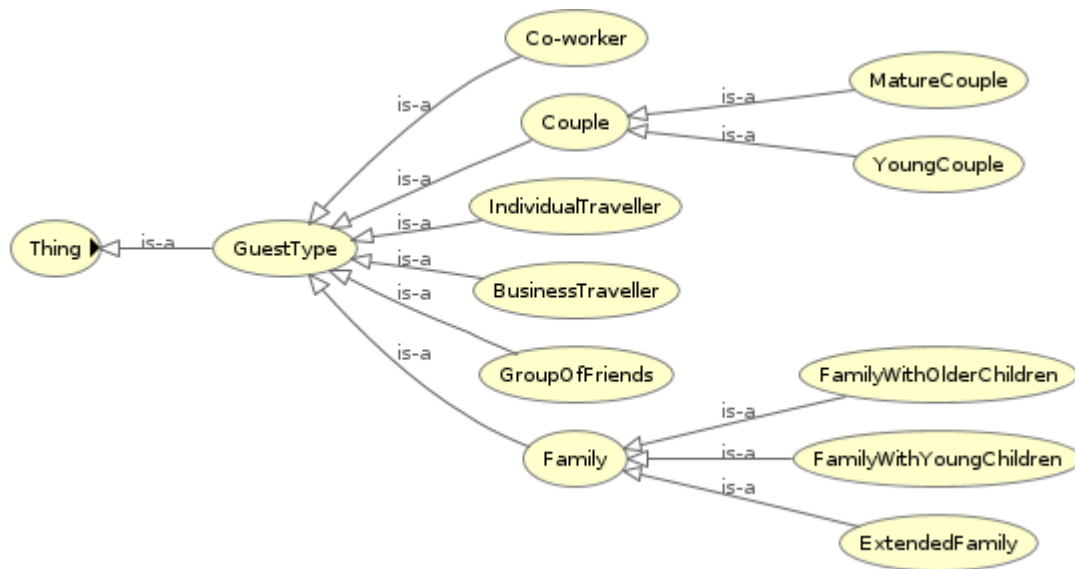 Co-worker
is-a
MatureCouple
is-a
Couple
is-a
YoungCouple
is-a
IndividualTraveller
is-a
Thing
is-a
GuestType
is-a
BusinessTraveller
is-a
GroupOfFriends
is-a
FamilyWithOlderChildren
is-a
Family
is-a
FamilyWithYoungChildren
is-a
ExtendedFamily